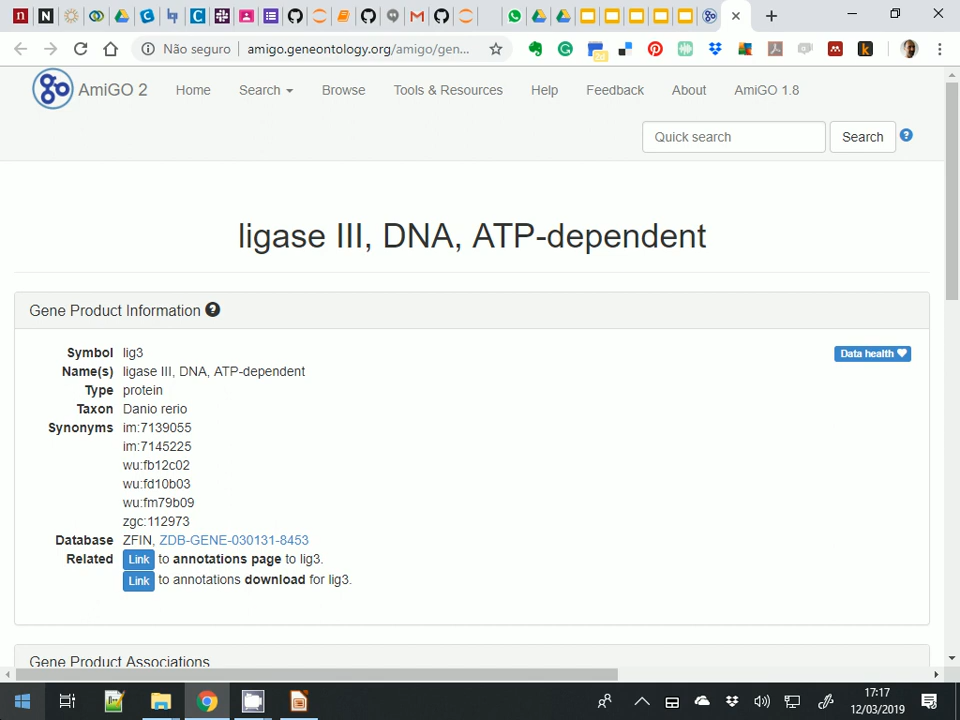 Não seguro | amigo.geneontology.org/amigo/gen...
AmiGO 2 Home Search Browse Tools & Resources Help Feedback About AmiGO 1.8
Quick search Search
ligase III, DNA, ATP-dependent
Gene Product Information
Data health
Symbol lig3
Name(s) ligase III, DNA, ATP-dependent
Type protein
Taxon Danio rerio
Synonyms im:7139055
im:7145225
wu:fb12c02
wu:fd10b03
wu:fm79b09
zgc:112973
Database ZFIN, ZDB-GENE-030131-8453
Related Link to annotations page to lig3.
Link to annotations download for lig3.
Gene Product Associations
17:17
12/03/2019